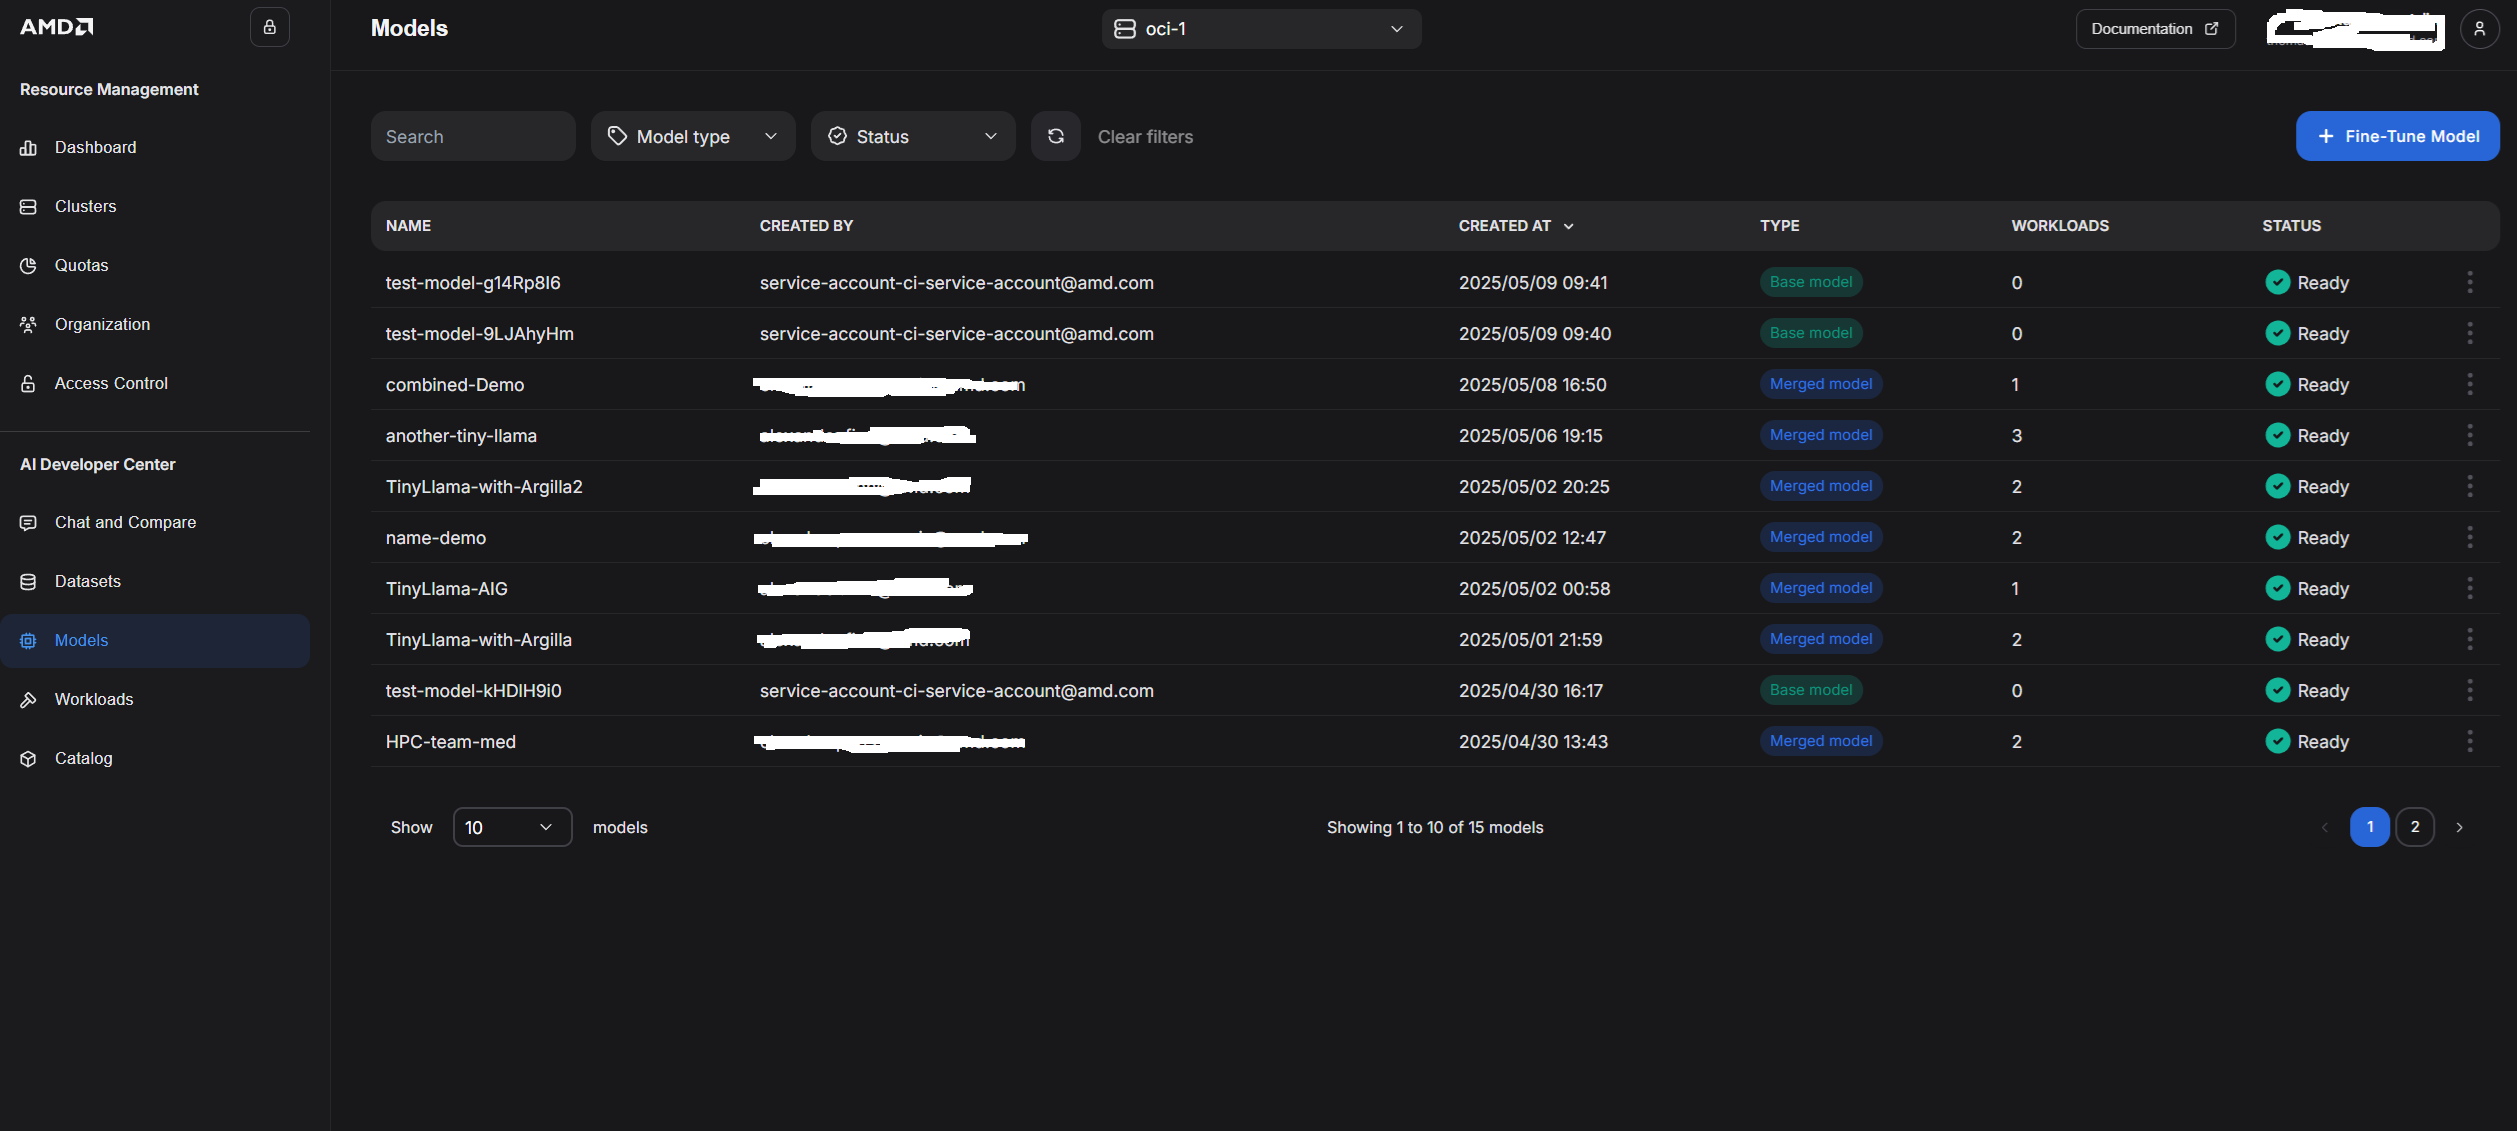 AMD
Models
oci-1
Documentation
Resource Management
Dashboard
Clusters
Quotas
Organization
Access Control
AI Developer Center
Chat and Compare
Datasets
Models
Workloads
Catalog
Search
Model type
Status
Clear filters
+ Fine-Tune Model
NAME CREATED BY CREATED AT TYPE WORKLOADS STATUS
test-model-g14Rp8I6 service-account-ci-service-account@amd.com 2025/05/09 09:41 Base model 0 Ready
test-model-9LJAhyHm service-account-ci-service-account@amd.com 2025/05/09 09:40 Base model 0 Ready
combined-Demo 2025/05/08 16:50 Merged model 1 Ready
another-tiny-llama 2025/05/06 19:15 Merged model 3 Ready
TinyLlama-with-Argilla2 2025/05/02 20:25 Merged model 2 Ready
name-demo 2025/05/02 12:47 Merged model 2 Ready
TinyLlama-AIG 2025/05/02 00:58 Merged model 1 Ready
TinyLlama-with-Argilla 2025/05/01 21:59 Merged model 2 Ready
test-model-kHDIH9i0 service-account-ci-service-account@amd.com 2025/04/30 16:17 Base model 0 Ready
HPC-team-med 2025/04/30 13:43 Merged model 2 Ready
Show 10 models
Showing 1 to 10 of 15 models
1 2